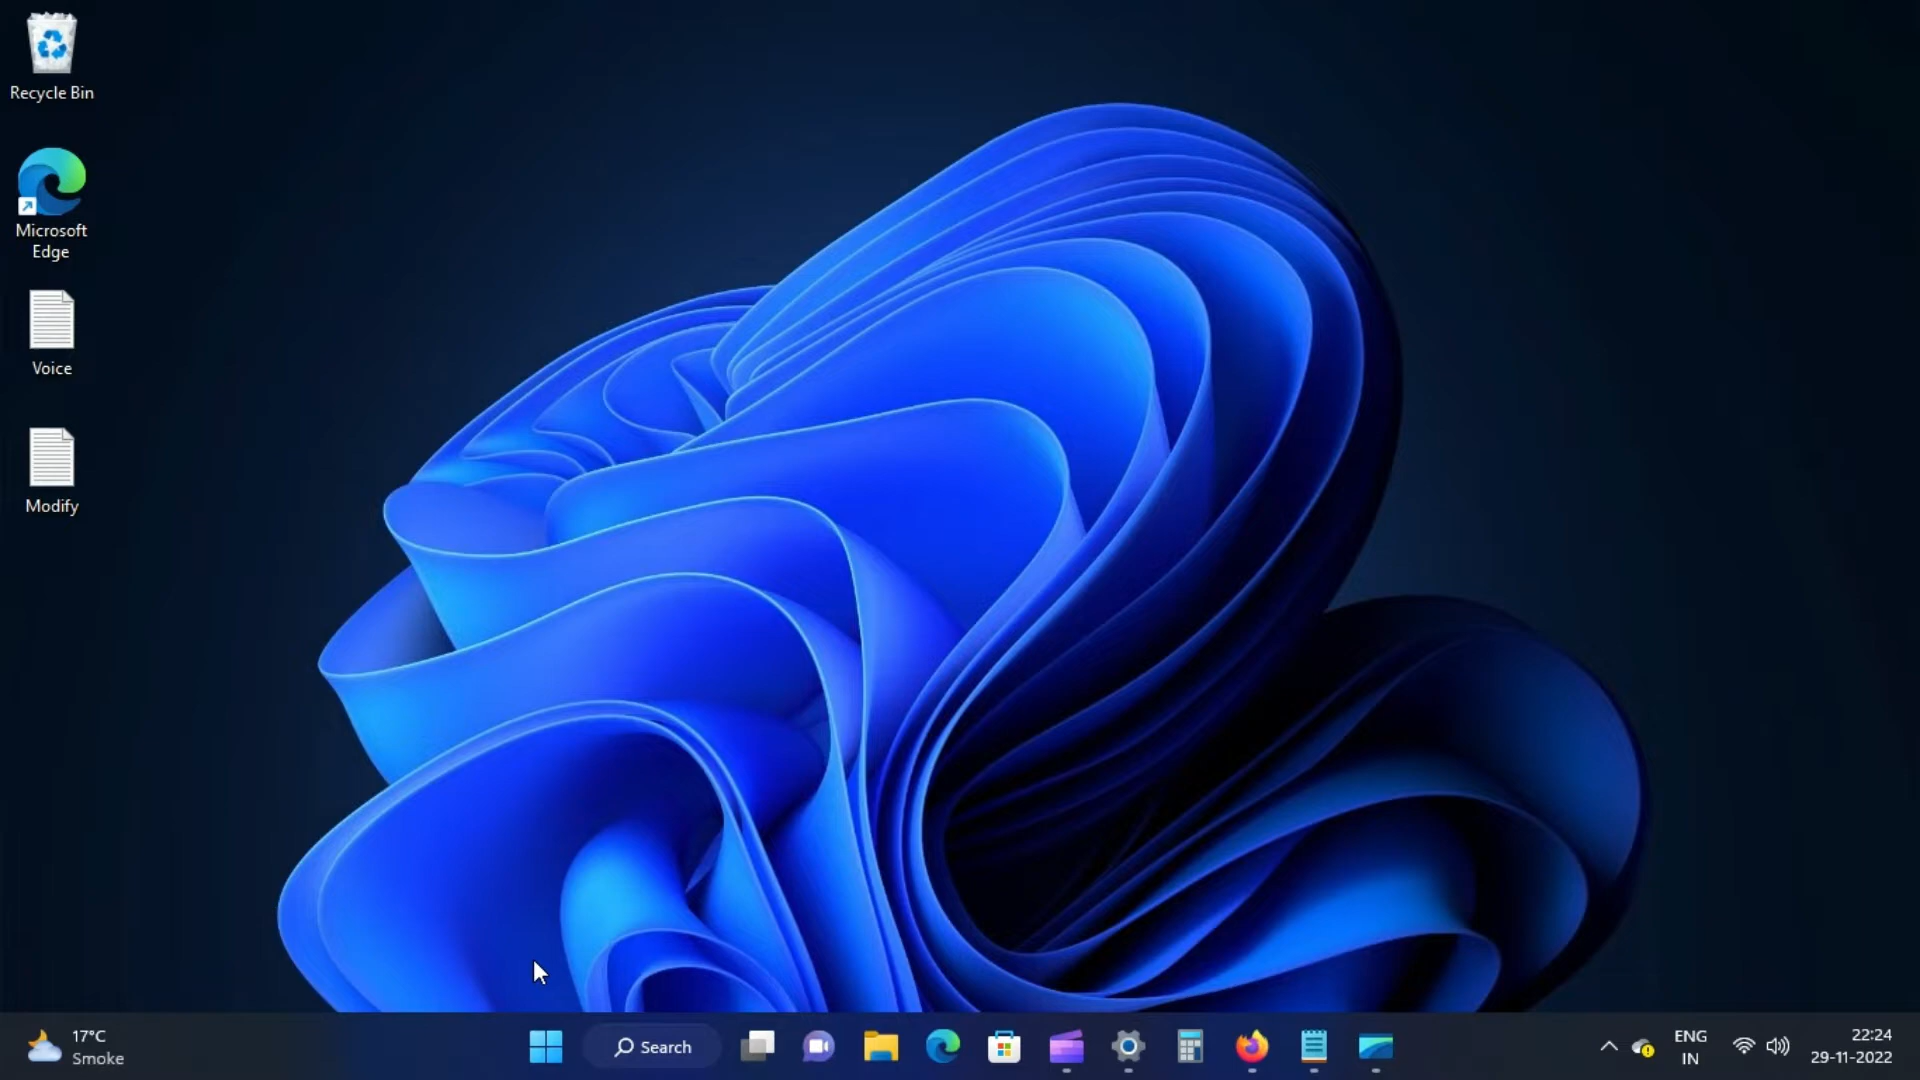 Recycle Bin
Microsoft
Edge
Voice
Modify
17°C
Smoke
Search
ENG
IN
22:24
29-11-2022